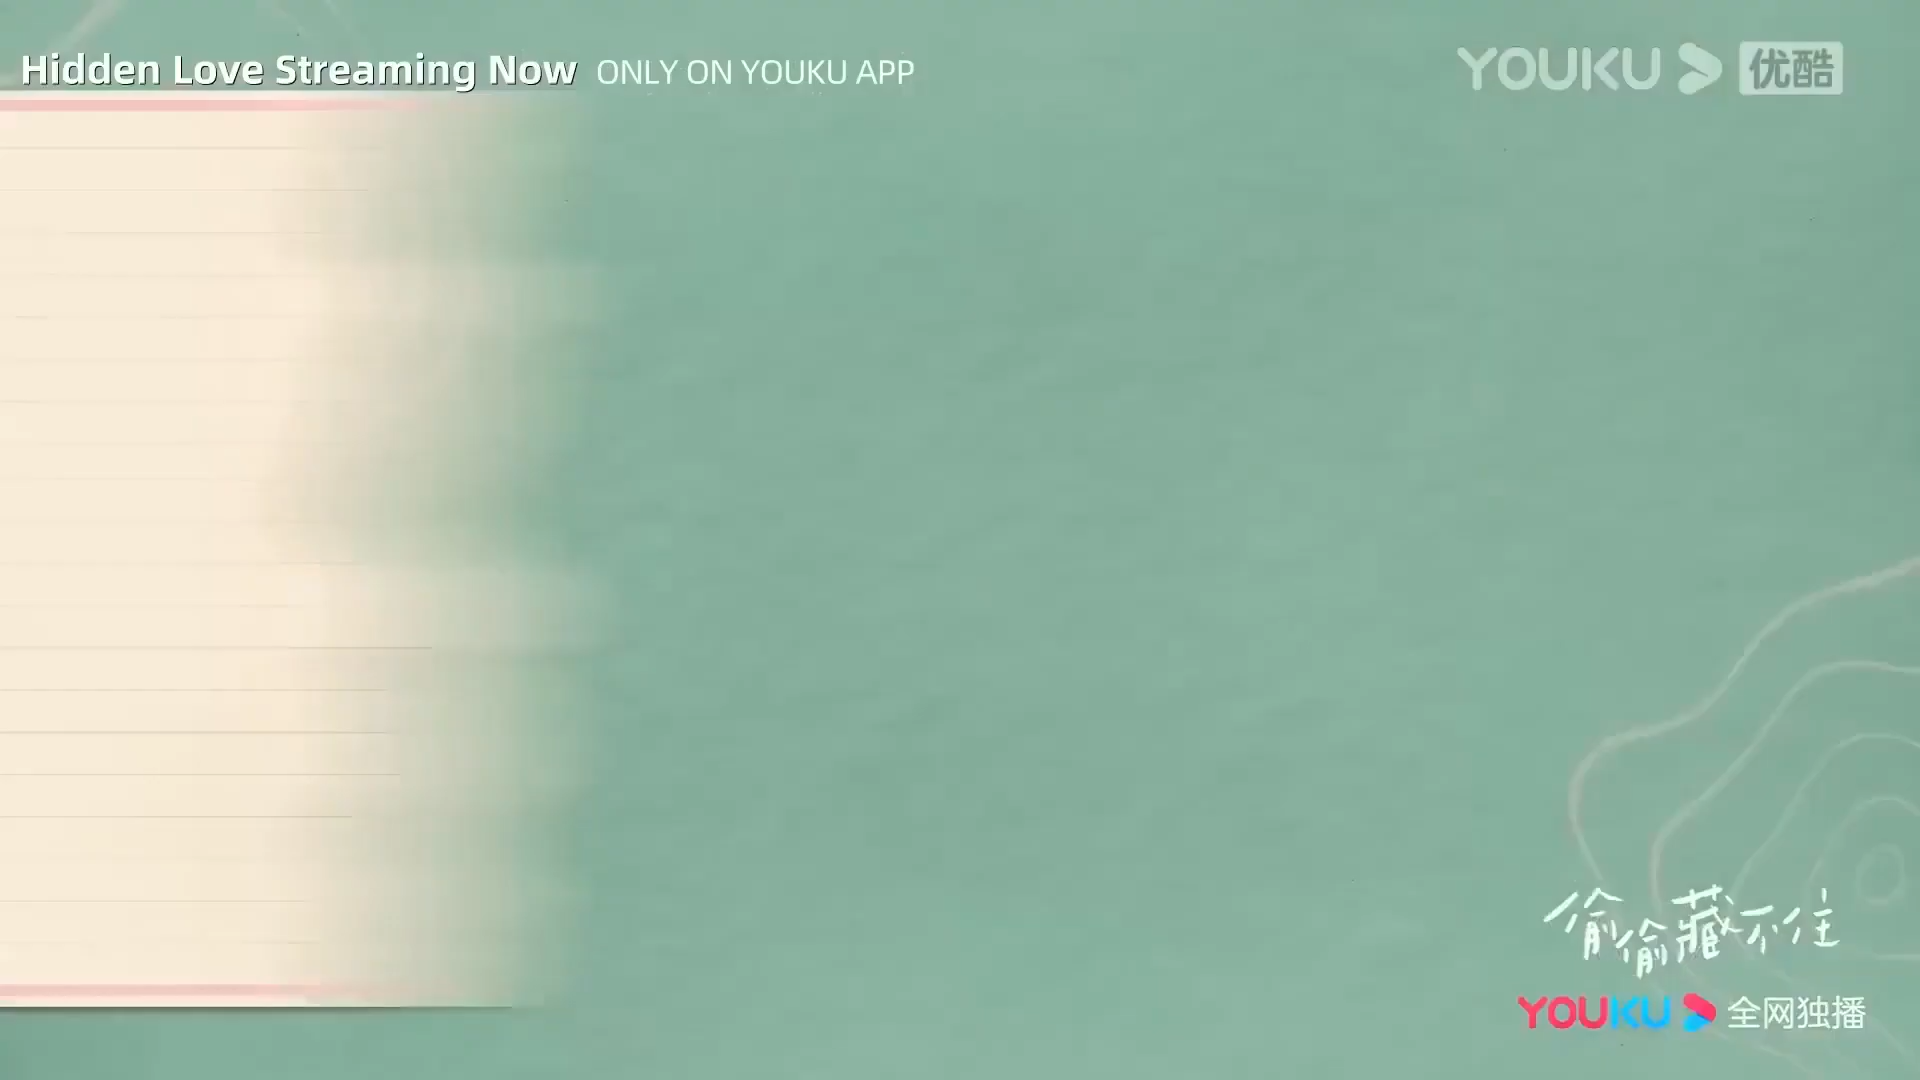 Hidden Love Streaming Now ONLY ON YOUKU APP
YOUKU 优酷
偷偷藏不住
YOUKU 全网独播